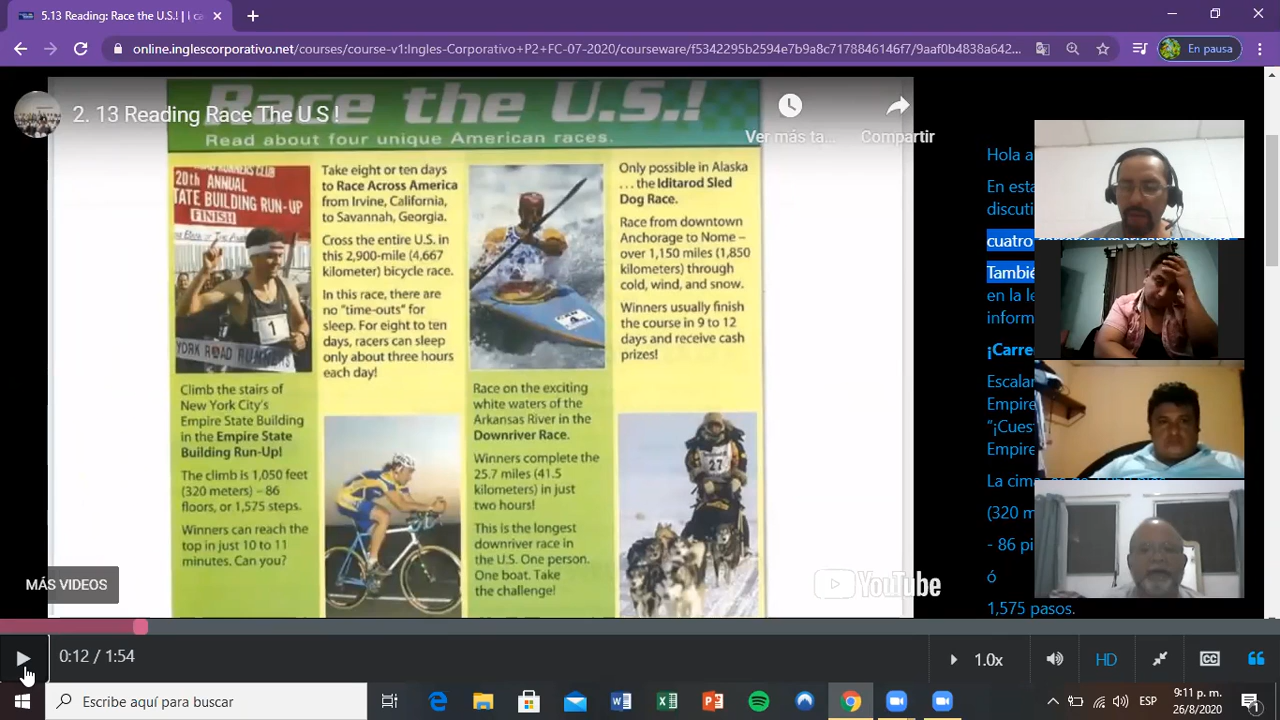 5.13 Reading: Race the U.S.! | I ca
online.inglescorporativo.net/courses/course-v1:Ingles-Corporativo+P2+FC-07-2020/courseware/f5342295b2594e7b9a8c7178846146f7/9aaf0b4838a642...
En pausa
Race the U.S.!
2. 13 Reading Race The U S !
Read about four unique American races.
Ver más ta...
Compartir
20th ANNUAL
STATE BUILDING RUN-UP
FINISH
1
YORK ROAD RUNNERS
Climb the stairs of
New York City's
Empire State Building
in the Empire State
Building Run-Up!
The climb is 1,050 feet
(320 meters) – 86
floors, or 1,575 steps.
Winners can reach the
top in just 10 to 11
minutes. Can you?
Take eight or ten days
to Race Across America
from Irvine, California,
to Savannah, Georgia.
Cross the entire U.S. in
this 2,900-mile (4,667
kilometer) bicycle race.
In this race, there are
no "time-outs" for
sleep. For eight to ten
days, racers can sleep
only about three hours
each day!
Race on the exciting
white waters of the
Arkansas River in the
Downriver Race.
Winners complete the
25.7 miles (41.5
kilometers) in just
two hours!
This is the longest
downriver race in
the U.S. One person.
One boat. Take
the challenge!
Only possible in Alaska
. . . the Iditarod Sled
Dog Race.
Race from downtown
Anchorage to Nome –
over 1,150 miles (1,850
kilometers) through
cold, wind, and snow.
Winners usually finish
the course in 9 to 12
days and receive cash
prizes!
27
MÁS VIDEOS
YouTube
Hola a
En esta
discuti
cuatro carreras americanas únicas
Tambié
en la le
inform
¡Carre
Escalar
Empire
"¡Cues
Empire
(320 m
- 86 pi
ó
1,575 pasos.
0:12 / 1:54
1.0x
HD
CC
Escribe aquí para buscar
ESP
9:11 p. m.
26/8/2020
1